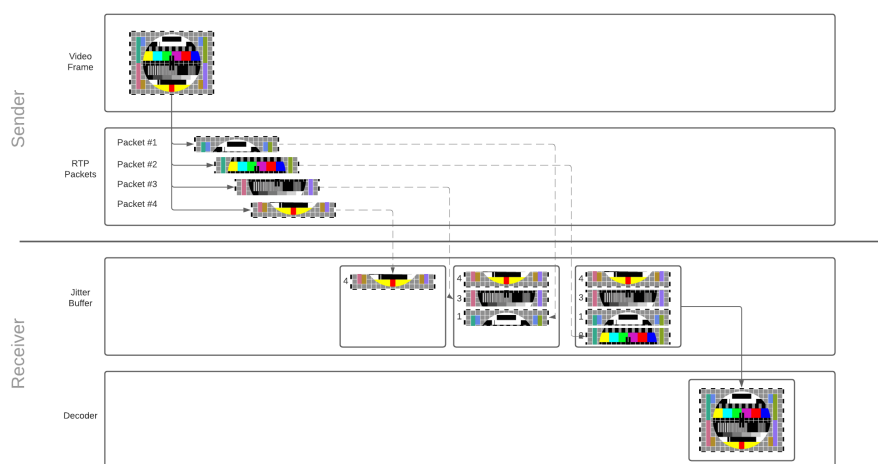 Sender
Video
Frame
RTP
Packets
Packet #1
Packet #2
Packet #3
Packet #4
Receiver
Jitter
Buffer
4
4
3
1
4
3
1
Decoder